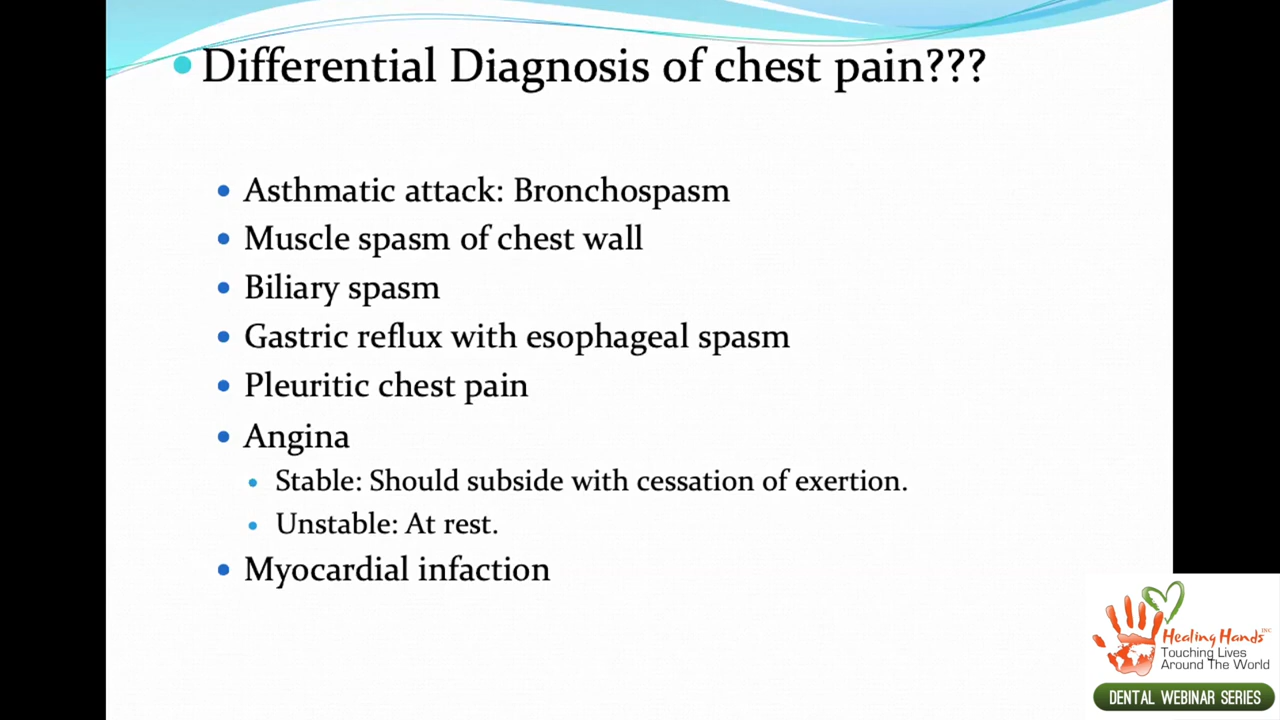 • Differential Diagnosis of chest pain???
• Asthmatic attack: Bronchospasm
• Muscle spasm of chest wall
• Biliary spasm
• Gastric reflux with esophageal spasm
• Pleuritic chest pain
• Angina
• Stable: Should subside with cessation of exertion.
• Unstable: At rest.
• Myocardial infaction
Healing Hands INC
Touching Lives
Around The World
DENTAL WEBINAR SERIES